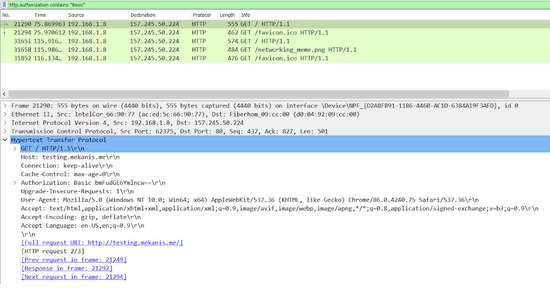 http.authorization contains "Basic"
No. Time Source Destination Protocol Length Info
21290 75.869963 192.168.1.8 157.245.50.224 HTTP 555 GET / HTTP/1.1
21294 75.970612 192.168.1.8 157.245.50.224 HTTP 462 GET /favicon.ico HTTP/1.1
31651 115.916… 192.168.1.8 157.245.50.224 HTTP 574 GET / HTTP/1.1
31658 115.986… 192.168.1.8 157.245.50.224 HTTP 484 GET /networking_meme.png HTTP/1.1
31852 116.134… 192.168.1.8 157.245.50.224 HTTP 476 GET /favicon.ico HTTP/1.1
Frame 21290: 555 bytes on wire (4440 bits), 555 bytes captured (4440 bits) on interface \Device\NPF_{D2A8FB91-11B6-446B-AC1D-6384A19F3AFD}, id 0
Ethernet II, Src: IntelCor_66:90:77 (ac:ed:5c:66:90:77), Dst: Fiberhom_09:cc:00 (d0:04:92:09:cc:00)
Internet Protocol Version 4, Src: 192.168.1.8, Dst: 157.245.50.224
Transmission Control Protocol, Src Port: 62375, Dst Port: 80, Seq: 437, Ack: 827, Len: 501
Hypertext Transfer Protocol
GET / HTTP/1.1\r\n
Host: testing.mekanis.me\r\n
Connection: keep-alive\r\n
Cache-Control: max-age=0\r\n
Authorization: Basic
Upgrade-Insecure-Requests: 1\r\n
User-Agent: Mozilla/5.0 (Windows NT 10.0; Win64; x64) AppleWebKit/537.36 (KHTML, like Gecko) Chrome/86.0.4240.75 Safari/537.36\r\n
Accept: text/html,application/xhtml+xml,application/xml;q=0.9,image/avif,image/webp,image/apng,*/*;q=0.8,application/signed-exchange;v=b3;q=0.9\r\n
Accept-Encoding: gzip, deflate\r\n
Accept-Language: en-US,en;q=0.9\r\n
\r\n
[Full request URI: http://testing.mekanis.me/]
[HTTP request 2/3]
[Prev request in frame: 21249]
[Response in frame: 21292]
[Next request in frame: 21294]